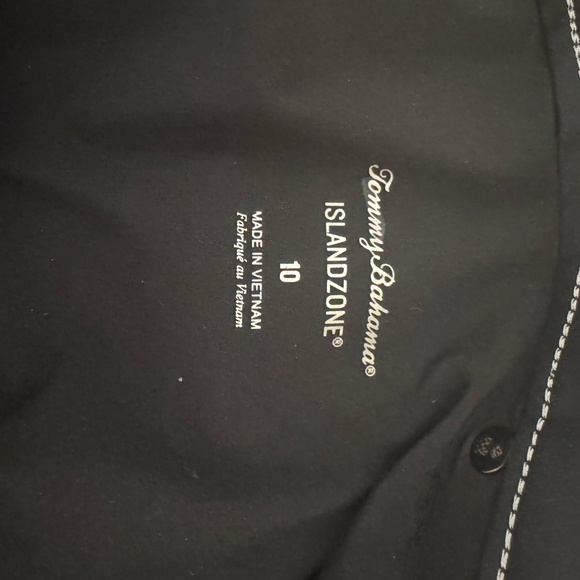 Tommy Bahama®
ISLANDZONE®
10
MADE IN VIETNAM
Fabriqué au Vietnam